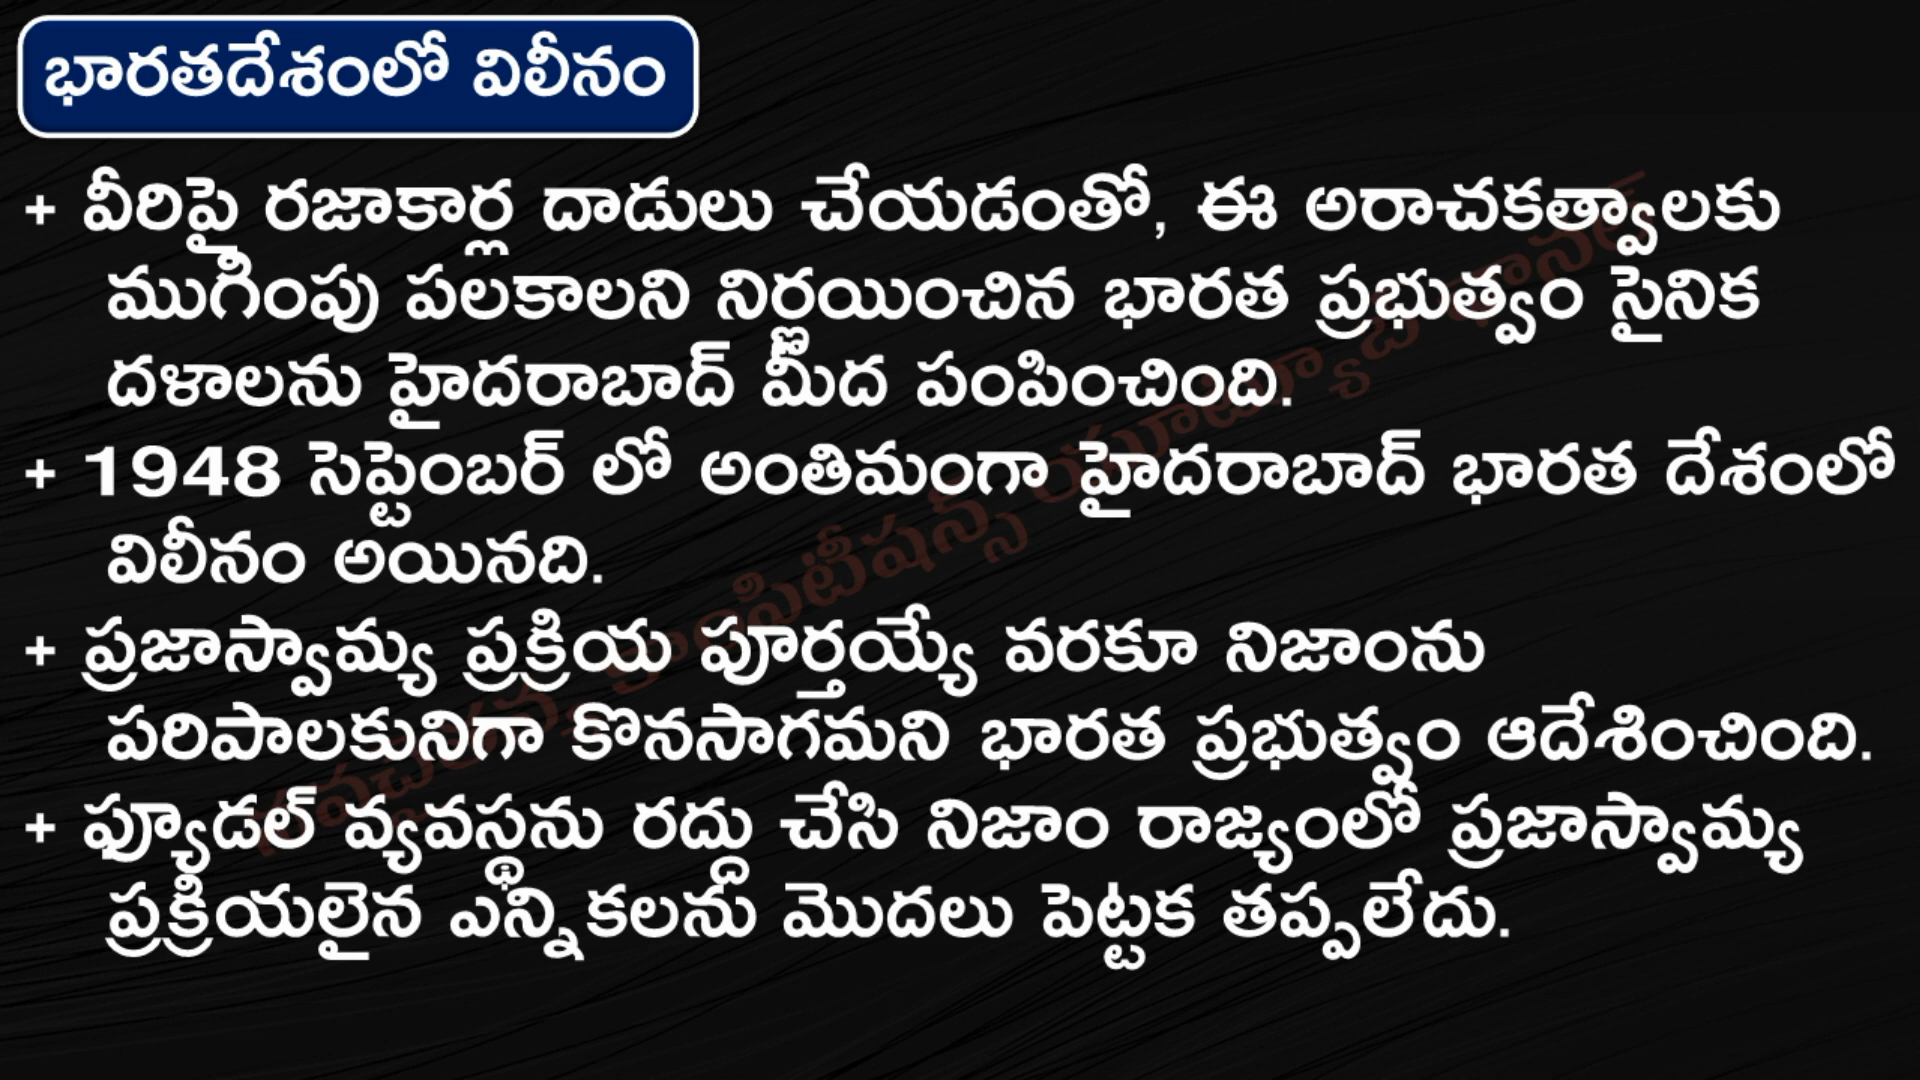 భారతదేశంలో విలీనం
+ వీరిపై రజాకార్ల దాడులు చేయడంతో, ఈ అరాచకత్వాలకు
ముగింపు పలకాలని నిర్ణయించిన భారత ప్రభుత్వం సైనిక
దళాలను హైదరాబాద్ మీద పంపించింది.
+ 1948 సెప్టెంబర్ లో అంతిమంగా హైదరాబాద్ భారత దేశంలో
విలీనం అయినది.
+ ప్రజాస్వామ్య ప్రక్రియ పూర్తయ్యే వరకూ నిజాంను
పరిపాలకునిగా కొనసాగమని భారత ప్రభుత్వం ఆదేశించింది.
+ ఫ్యూడల్ వ్యవస్థను రద్దు చేసి నిజాం రాజ్యంలో ప్రజాస్వామ్య
ప్రక్రియలైన ఎన్నికలను మొదలు పెట్టక తప్పలేదు.